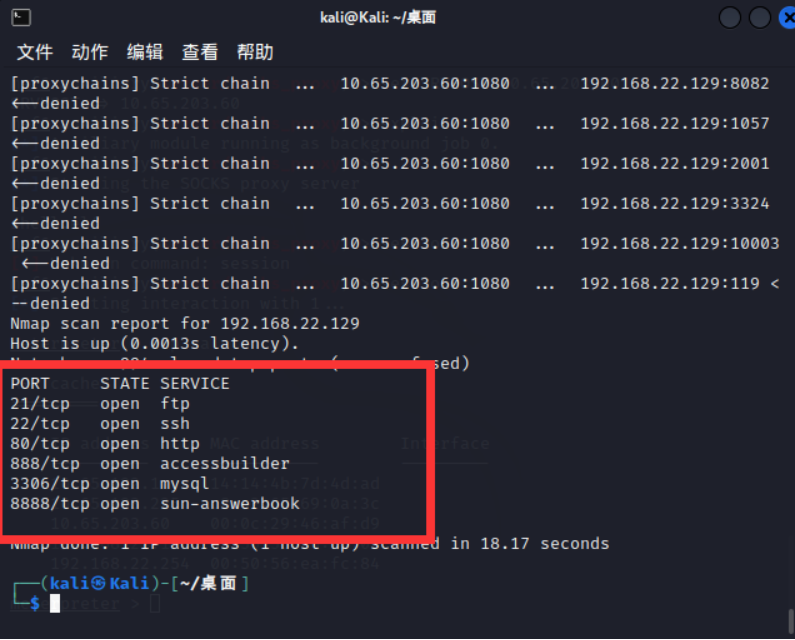 kali@Kali: ~/桌面
文件 动作 编辑 查看 帮助
[proxychains] Strict chain ... 10.65.203.60:1080 ... 192.168.22.129:8082
<--denied
[proxychains] Strict chain ... 10.65.203.60:1080 ... 192.168.22.129:1057
<--denied
[proxychains] Strict chain ... 10.65.203.60:1080 ... 192.168.22.129:2001
<--denied
[proxychains] Strict chain ... 10.65.203.60:1080 ... 192.168.22.129:3324
<--denied
[proxychains] Strict chain ... 10.65.203.60:1080 ... 192.168.22.129:10003
<--denied
[proxychains] Strict chain ... 10.65.203.60:1080 ... 192.168.22.129:119 <
--denied
Nmap scan report for 192.168.22.129
Host is up (0.0013s latency).
PORT STATE SERVICE
21/tcp open ftp
22/tcp open ssh
80/tcp open http
888/tcp open accessbuilder
3306/tcp open mysql
8888/tcp open sun-answerbook
Nmap done: 1 IP address (1 host up) scanned in 18.17 seconds
(kali㉿Kali)-[~/桌面]
$